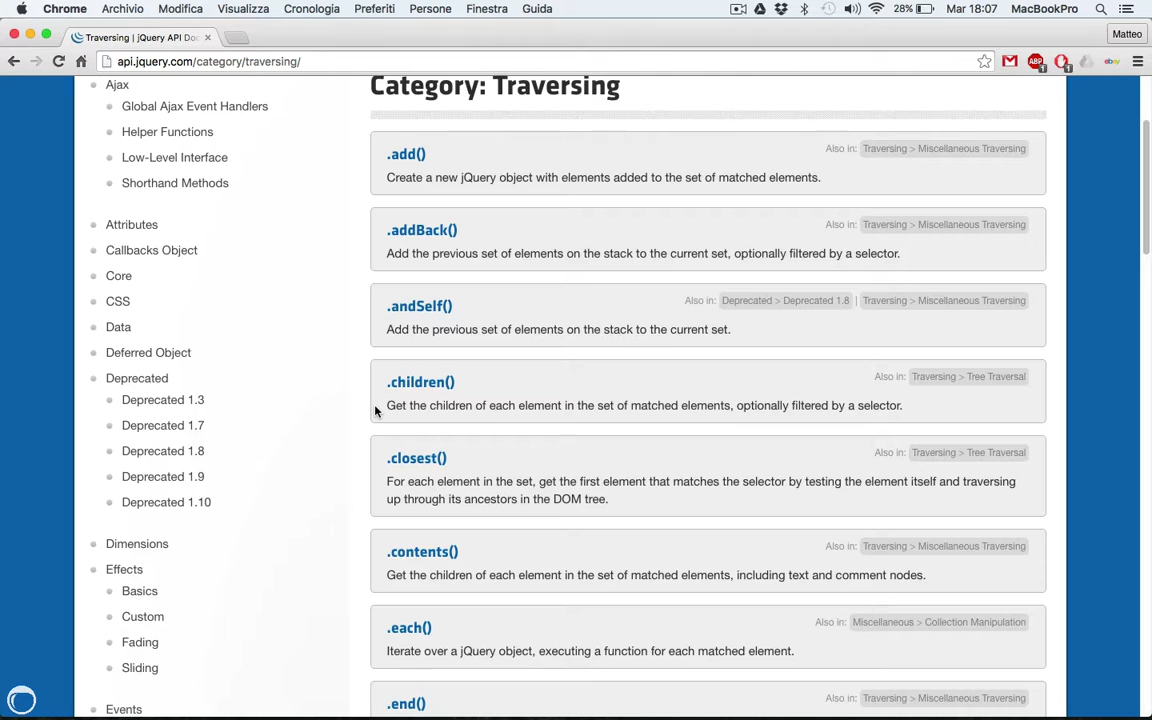 Chrome Archivio Modifica Visualizza Cronologia Preferiti Persone Finestra Guida 28% Mar 18:07 MacBookPro
Traversing | jQuery API Doc Matteo
api.jquery.com/category/traversing/
Ajax
Global Ajax Event Handlers
Helper Functions
Low-Level Interface
Shorthand Methods
Attributes
Callbacks Object
Core
CSS
Data
Deferred Object
Deprecated
Deprecated 1.3
Deprecated 1.7
Deprecated 1.8
Deprecated 1.9
Deprecated 1.10
Dimensions
Effects
Basics
Custom
Fading
Sliding
Events
Category: Traversing
.add() Also in: Traversing > Miscellaneous Traversing
Create a new jQuery object with elements added to the set of matched elements.
.addBack() Also in: Traversing > Miscellaneous Traversing
Add the previous set of elements on the stack to the current set, optionally filtered by a selector.
.andSelf() Also in: Deprecated > Deprecated 1.8 | Traversing > Miscellaneous Traversing
Add the previous set of elements on the stack to the current set.
.children() Also in: Traversing > Tree Traversal
Get the children of each element in the set of matched elements, optionally filtered by a selector.
.closest() Also in: Traversing > Tree Traversal
For each element in the set, get the first element that matches the selector by testing the element itself and traversing
up through its ancestors in the DOM tree.
.contents() Also in: Traversing > Miscellaneous Traversing
Get the children of each element in the set of matched elements, including text and comment nodes.
.each() Also in: Miscellaneous > Collection Manipulation
Iterate over a jQuery object, executing a function for each matched element.
.end() Also in: Traversing > Miscellaneous Traversing